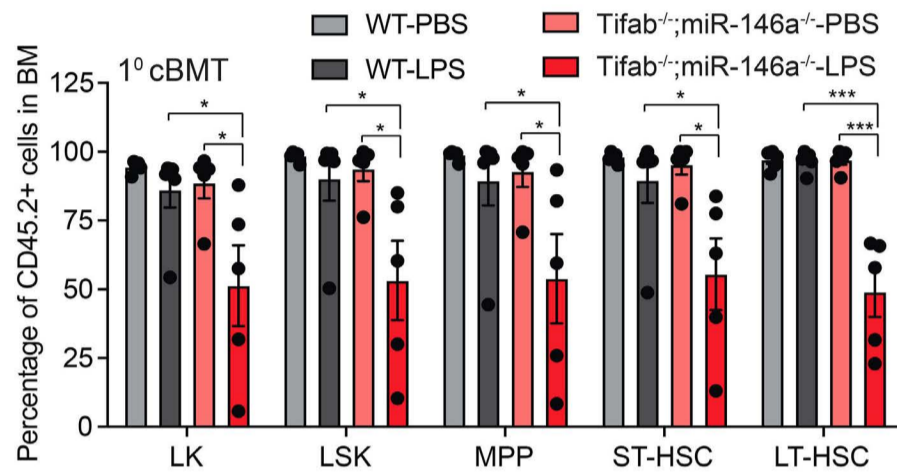 WT-PBS
Tifab-/-;miR-146a-/--PBS
WT-LPS
Tifab-/-;miR-146a-/--LPS
1⁰ cBMT
Percentage of CD45.2+ cells in BM
125
100
75
50
25
0
* * * * * * * * *** ***
LK LSK MPP ST-HSC LT-HSC